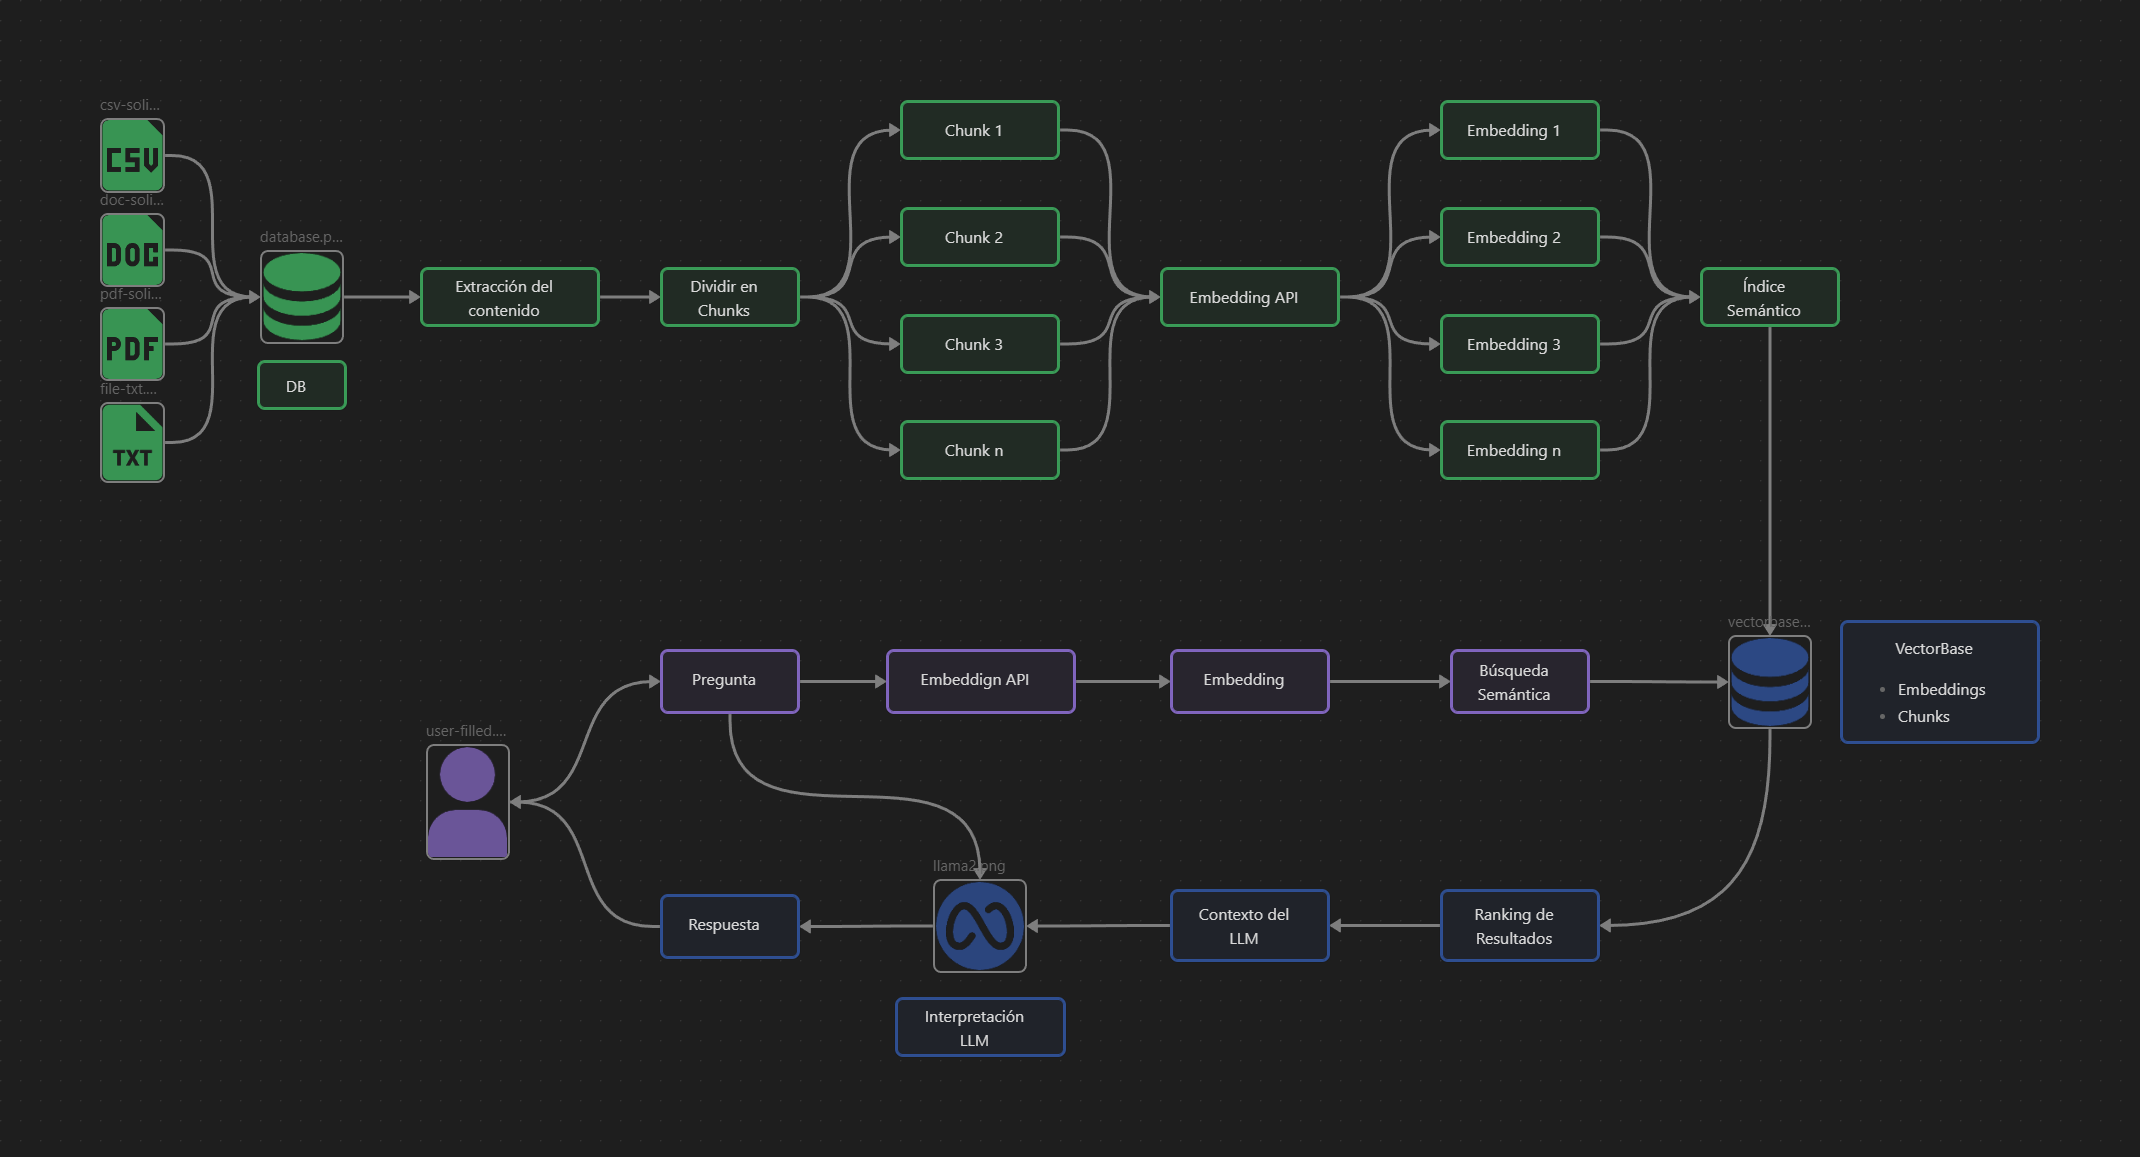 csv-soli...
CSV
doc-soli...
DOC
pdf-soli...
PDF
file-txt....
TXT
database.p...
DB
Extracción del
contenido
Dividir en
Chunks
Chunk 1
Chunk 2
Chunk 3
Chunk n
Embedding API
Embedding 1
Embedding 2
Embedding 3
Embedding n
Índice
Semántico
user-filled....
Pregunta
Embeddign API
Embedding
Búsqueda
Semántica
vectorbase...
VectorBase
• Embeddings
• Chunks
Respuesta
llama2.png
Interpretación
LLM
Contexto del
LLM
Ranking de
Resultados